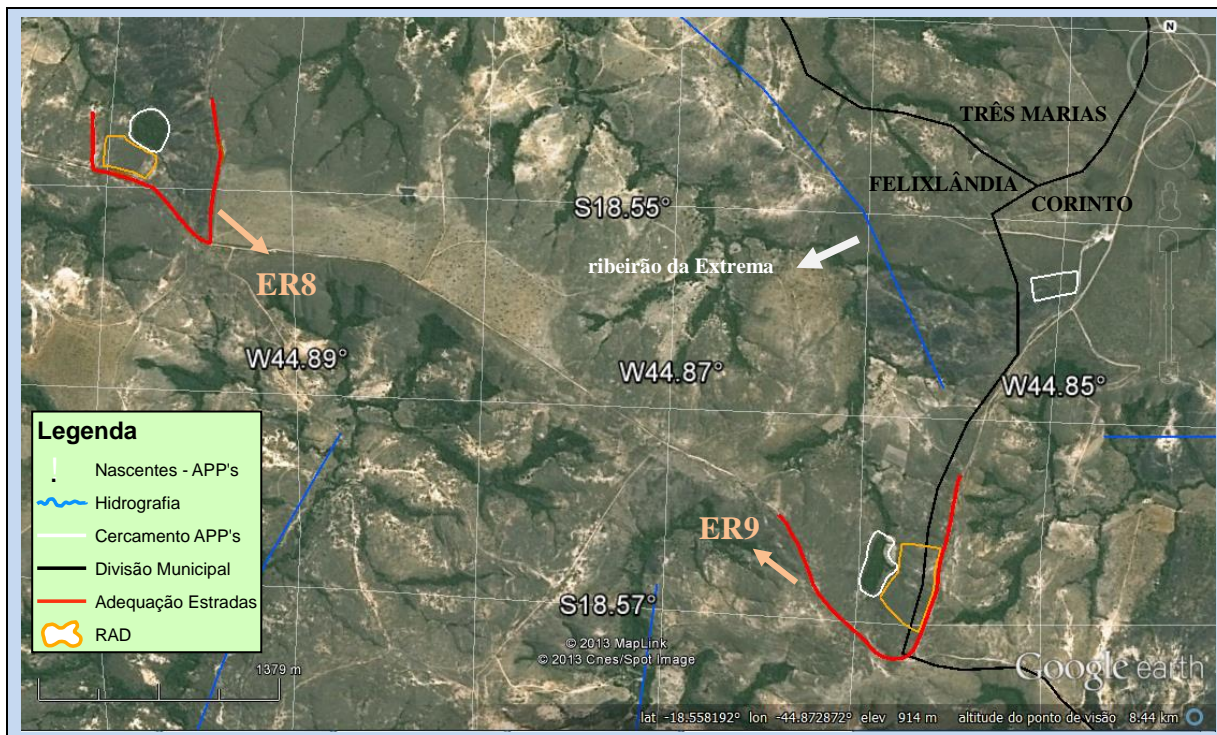 N
TRÊS MARIAS
FELIXLÂNDIA
CORINTO
S18.55°
ribeirão da Extrema
ER8
W44.89°
W44.87°
W44.85°
Legenda
! Nascentes - APP's
Hidrografia
Cercamento APP's
Divisão Municipal
Adequação Estradas
RAD
ER9
S18.57°
© 2013 MapLink
© 2013 Cnes/Spot Image
1379 m
Google earth
lat -18.558192° lon -44.872872° elev 914 m altitude do ponto de visão 8.44 km